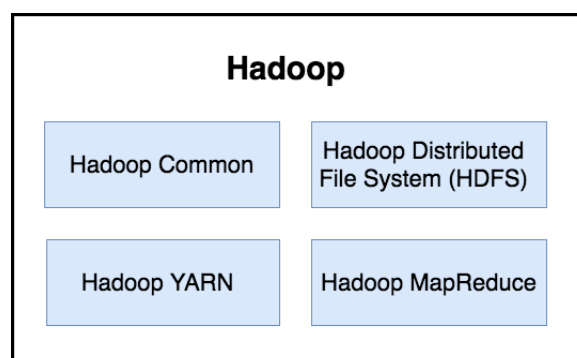 Hadoop
Hadoop Common
Hadoop Distributed
File System (HDFS)
Hadoop YARN
Hadoop MapReduce